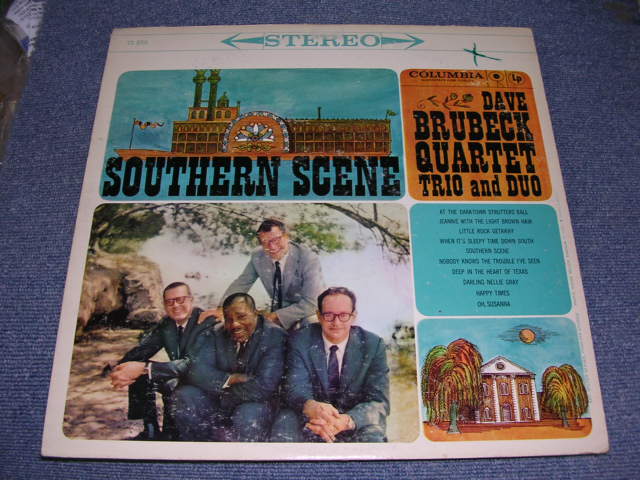 STEREO
COLUMBIA
LP
DAVE
BRUBECK
QUARTET
TRIO and DUO
SOUTHERN SCENE
AT THE DARKTOWN STRUTTERS' BALL
JEANNIE WITH THE LIGHT BROWN HAIR
LITTLE ROCK GETAWAY
WHEN IT'S SLEEPY TIME DOWN SOUTH
SOUTHERN SCENE
NOBODY KNOWS THE TROUBLE I'VE SEEN
DEEP IN THE HEART OF TEXAS
DARLING NELLIE GRAY
HAPPY TIMES
OH, SUSANNA